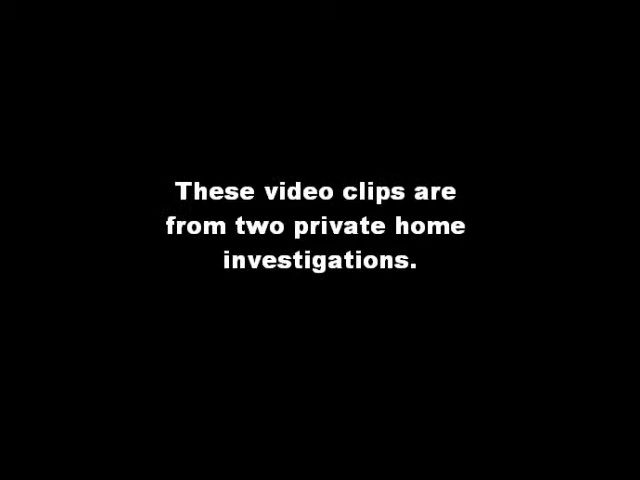 These video clips are
from two private home
investigations.